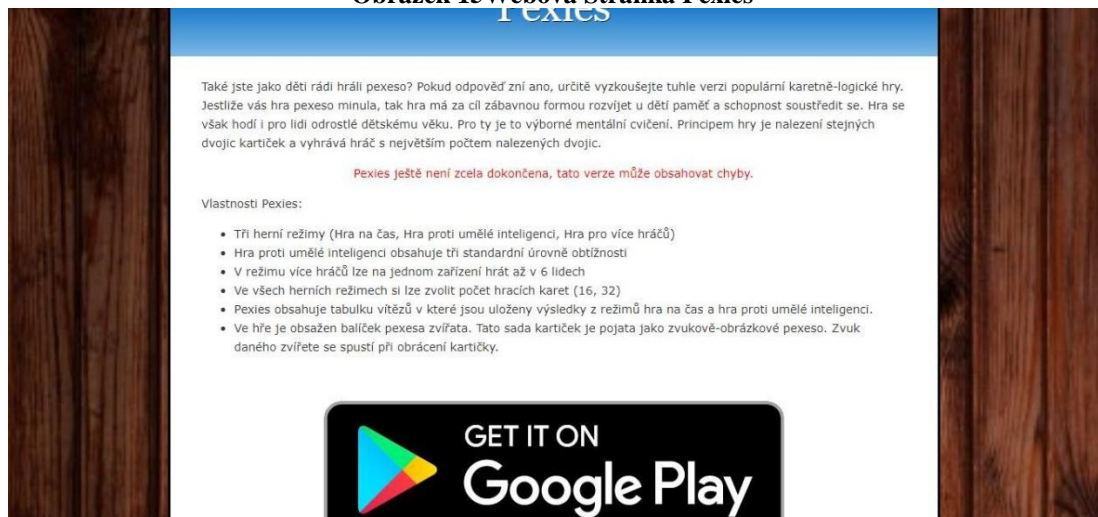 Obrázek 13 Webová Stránka Pexies
Pexies
Také jste jako děti rádi hráli pexeso? Pokud odpověď zní ano, určitě vyzkoušejte tuhle verzi populární karetně-logické hry.
Jestliže vás hra pexeso minula, tak hra má za cíl zábavnou formou rozvíjet u dětí paměť a schopnost soustředit se. Hra se
však hodí i pro lidi odrostlé dětskému věku. Pro ty je to výborné mentální cvičení. Principem hry je nalezení stejných
dvojic kartiček a vyhrává hráč s největším počtem nalezených dvojic.
Pexies ještě není zcela dokončena, tato verze může obsahovat chyby.
Vlastnosti Pexies:
• Tři herní režimy (Hra na čas, Hra proti umělé inteligenci, Hra pro více hráčů)
• Hra proti umělé inteligenci obsahuje tři standardní úrovně obtížnosti
• V režimu více hráčů lze na jednom zařízení hrát až v 6 lidech
• Ve všech herních režimech si lze zvolit počet hracích karet (16, 32)
• Pexies obsahuje tabulku vítězů v které jsou uloženy výsledky z režimů hra na čas a hra proti umělé inteligenci.
• Ve hře je obsažen balíček pexesa zvířata. Tato sada kartiček je pojata jako zvukově-obrázkové pexeso. Zvuk
daného zvířete se spustí při obrácení kartičky.
GET IT ON
Google Play